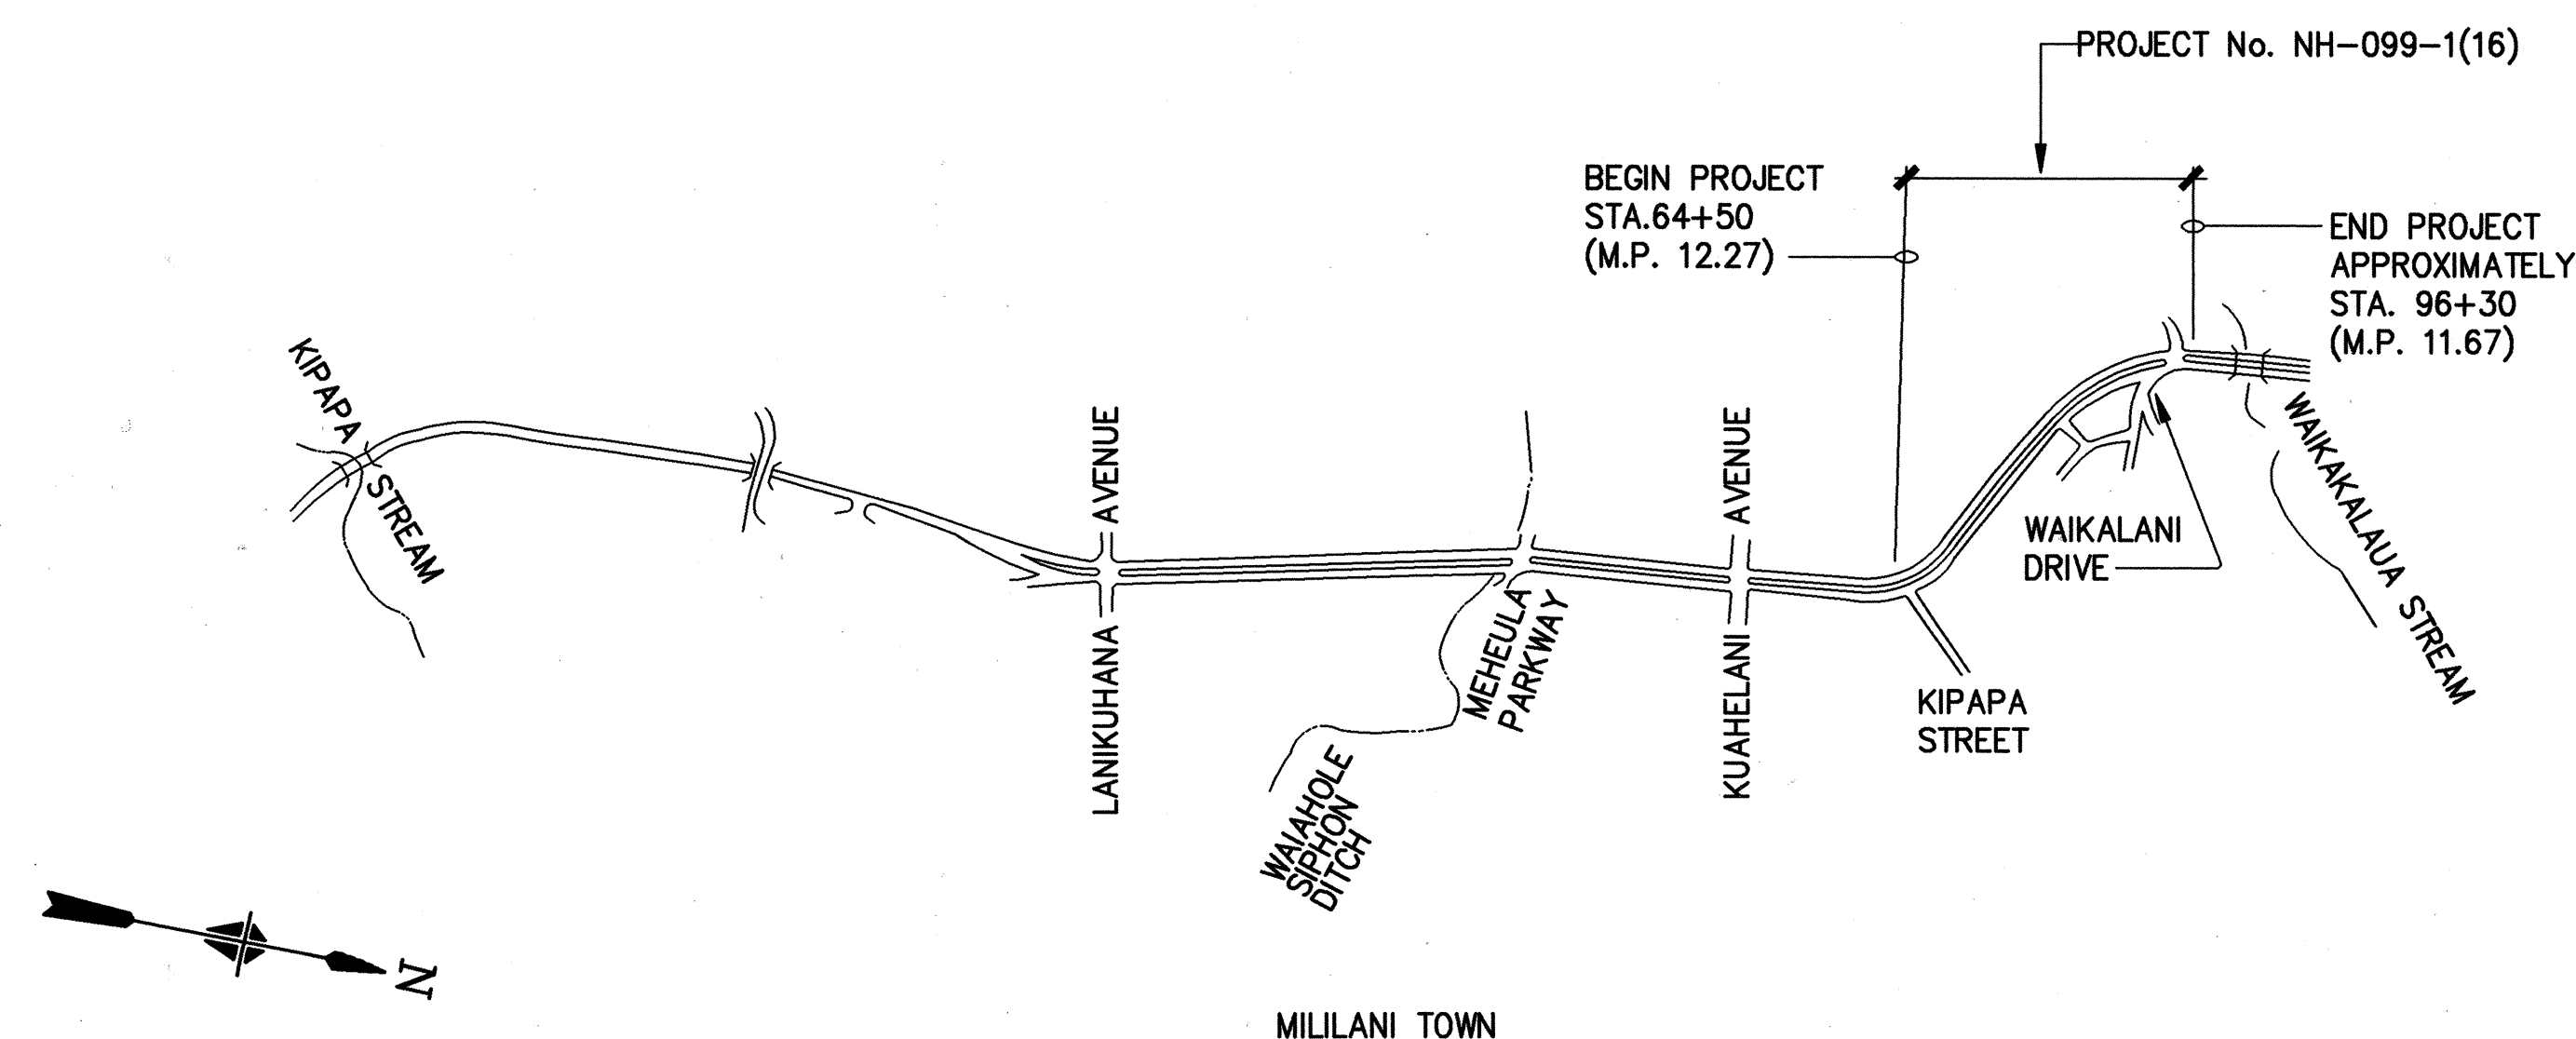 PROJECT No. NH-099-1(16)
BEGIN PROJECT
STA.64+50
(M.P. 12.27)
END PROJECT
APPROXIMATELY
STA. 96+30
(M.P. 11.67)
KIPAPA STREAM
LANIKUHANA AVENUE
WAIAHOLE
SIPHON
DITCH
MEHEULA
PARKWAY
KUAHELANI AVENUE
KIPAPA
STREET
WAIKALANI
DRIVE
WAIKAKALAUA STREAM
N
MILILANI TOWN